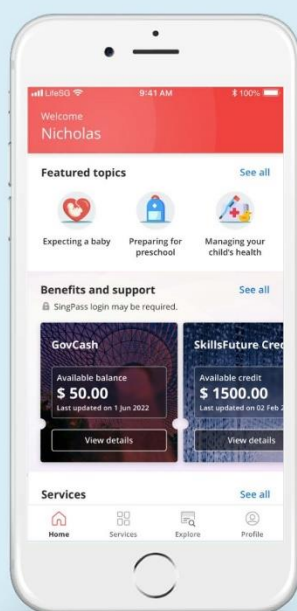 LifeSG
9:41 AM
100%
Welcome
Nicholas
Featured topics
See all
Expecting a baby
Preparing for
preschool
Managing your
child's health
Benefits and support
See all
SingPass login may be required.
GovCash
Available balance
$ 50.00
Last updated on 1 Jun 2022
View details
SkillsFuture Cre
Available credit
$ 1500.00
Last updated on 02 Feb 2
View details
Services
See all
Home
Services
Explore
Profile